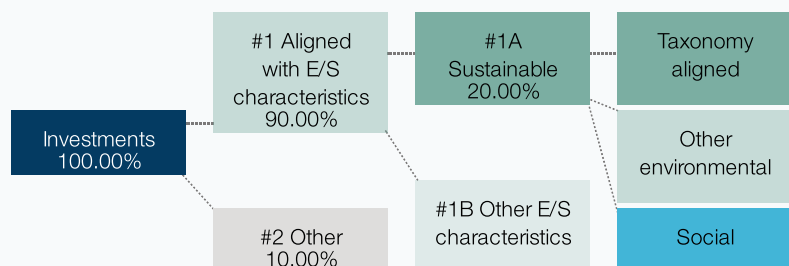 Investments
100.00%
#1 Aligned
with E/S
characteristics
90.00%
#2 Other
10.00%
#1A
Sustainable
20.00%
#1B Other E/S
characteristics
Taxonomy
aligned
Other
environmental
Social